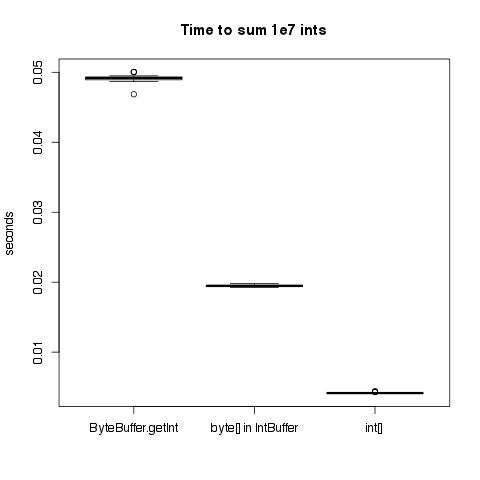 Time to sum 1e7 ints
seconds
0.05
0.04
0.03
0.02
0.01
ByteBuffer.getInt
byte[] in IntBuffer
int[]